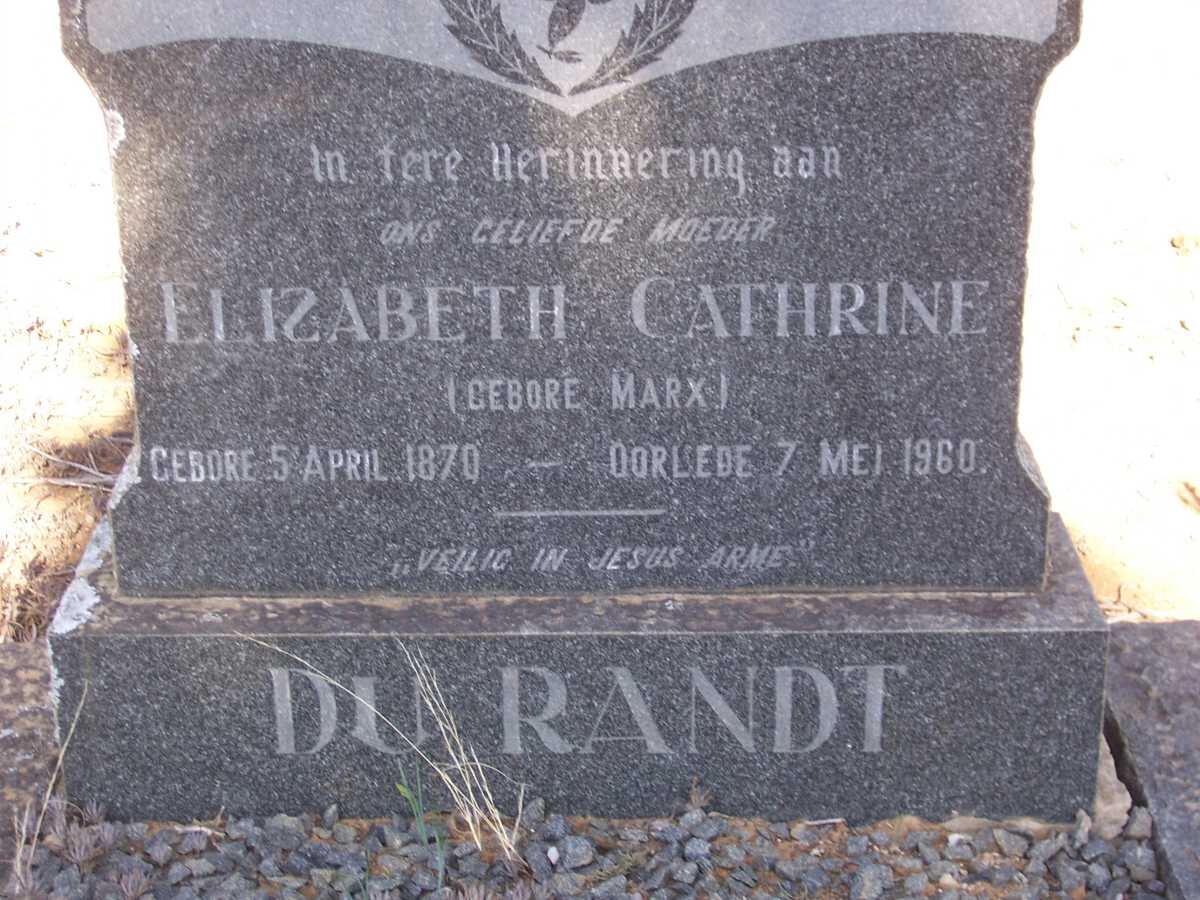 In tere Herinnering aan
ONS GELIEFDE MOEDER
ELIZABETH CATHRINE
(GEBORE MARX)
GEBORE 5 APRIL 1870 — OORLEDE 7 MEI 1960.
„VEILIG IN JESUS ARME"
DU RANDT